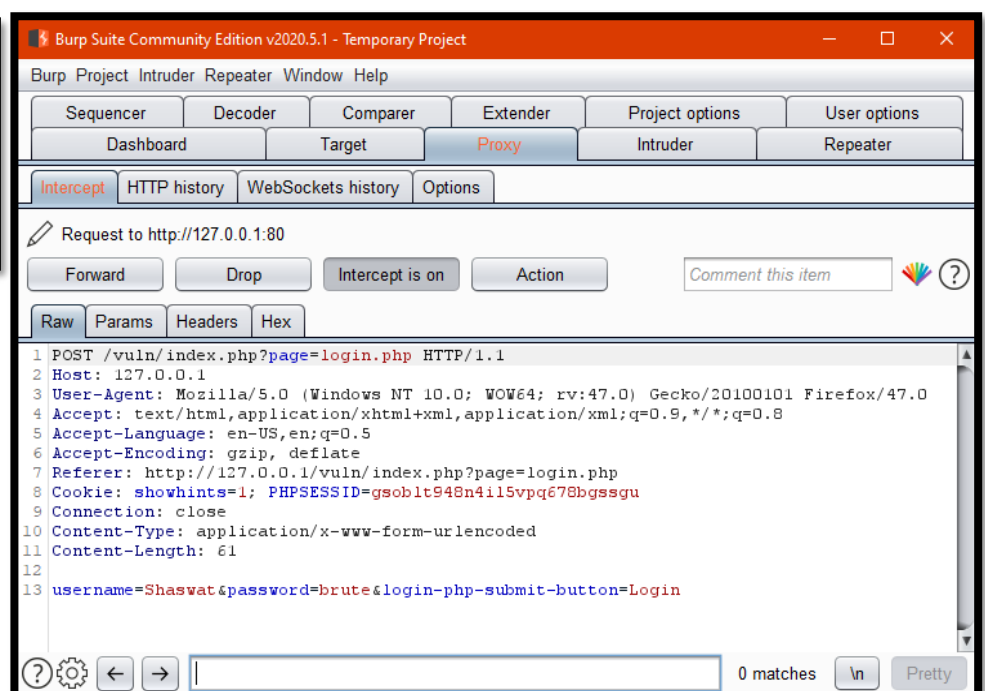 Burp Suite Community Edition v2020.5.1 - Temporary Project
Burp Project Intruder Repeater Window Help
Sequencer Decoder Comparer Extender Project options User options
Dashboard Target Proxy Intruder Repeater
Intercept HTTP history WebSockets history Options
Request to http://127.0.0.1:80
Forward Drop Intercept is on Action Comment this item ?
Raw Params Headers Hex
1 POST /vuln/index.php?page=login.php HTTP/1.1
2 Host: 127.0.0.1
3 User-Agent: Mozilla/5.0 (Windows NT 10.0; WOW64; rv:47.0) Gecko/20100101 Firefox/47.0
4 Accept: text/html,application/xhtml+xml,application/xml;q=0.9,*/*;q=0.8
5 Accept-Language: en-US,en;q=0.5
6 Accept-Encoding: gzip, deflate
7 Referer: http://127.0.0.1/vuln/index.php?page=login.php
8 Cookie: showhints=1; PHPSESSID=gsoblt948n4il5vpq678bgssgu
9 Connection: close
10 Content-Type: application/x-www-form-urlencoded
11 Content-Length: 61
12
13 username=Shaswat&password=brute&login-php-submit-button=Login
? 0 matches \n Pretty